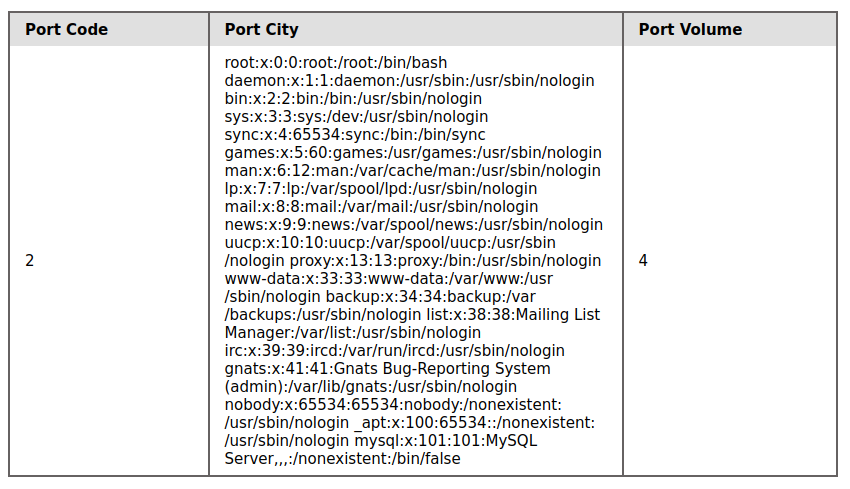 Port Code Port City Port Volume
root:x:0:0:root:/root:/bin/bash
daemon:x:1:1:daemon:/usr/sbin:/usr/sbin/nologin
bin:x:2:2:bin:/bin:/usr/sbin/nologin
sys:x:3:3:sys:/dev:/usr/sbin/nologin
sync:x:4:65534:sync:/bin:/bin/sync
games:x:5:60:games:/usr/games:/usr/sbin/nologin
man:x:6:12:man:/var/cache/man:/usr/sbin/nologin
lp:x:7:7:lp:/var/spool/lpd:/usr/sbin/nologin
mail:x:8:8:mail:/var/mail:/usr/sbin/nologin
news:x:9:9:news:/var/spool/news:/usr/sbin/nologin
uucp:x:10:10:uucp:/var/spool/uucp:/usr/sbin
2 /nologin proxy:x:13:13:proxy:/bin:/usr/sbin/nologin 4
www-data:x:33:33:www-data:/var/www:/usr
/sbin/nologin backup:x:34:34:backup:/var
/backups:/usr/sbin/nologin list:x:38:38:Mailing List
Manager:/var/list:/usr/sbin/nologin
irc:x:39:39:ircd:/var/run/ircd:/usr/sbin/nologin
gnats:x:41:41:Gnats Bug-Reporting System
(admin):/var/lib/gnats:/usr/sbin/nologin
nobody:x:65534:65534:nobody:/nonexistent:
/usr/sbin/nologin _apt:x:100:65534::/nonexistent:
/usr/sbin/nologin mysql:x:101:101:MySQL
Server,,,:/nonexistent:/bin/false